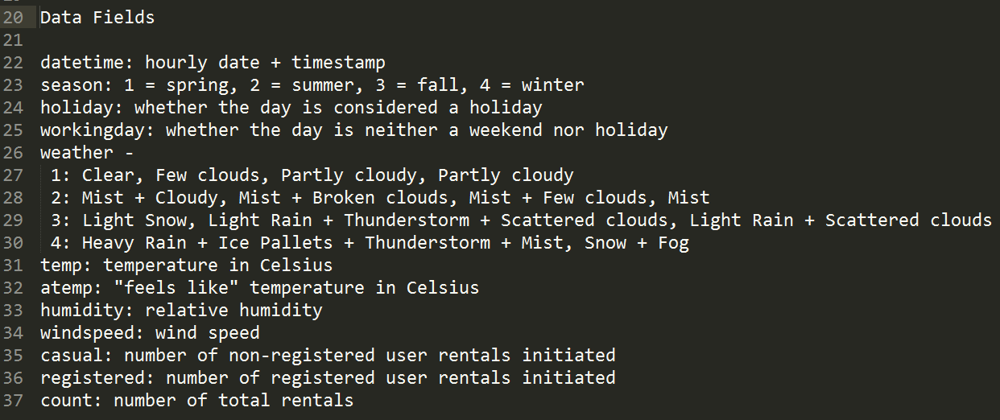 20 Data Fields
21
22 datetime: hourly date + timestamp
23 season: 1 = spring, 2 = summer, 3 = fall, 4 = winter
24 holiday: whether the day is considered a holiday
25 workingday: whether the day is neither a weekend nor holiday
26 weather -
27 1: Clear, Few clouds, Partly cloudy, Partly cloudy
28 2: Mist + Cloudy, Mist + Broken clouds, Mist + Few clouds, Mist
29 3: Light Snow, Light Rain + Thunderstorm + Scattered clouds, Light Rain + Scattered clouds
30 4: Heavy Rain + Ice Pallets + Thunderstorm + Mist, Snow + Fog
31 temp: temperature in Celsius
32 atemp: "feels like" temperature in Celsius
33 humidity: relative humidity
34 windspeed: wind speed
35 casual: number of non-registered user rentals initiated
36 registered: number of registered user rentals initiated
37 count: number of total rentals